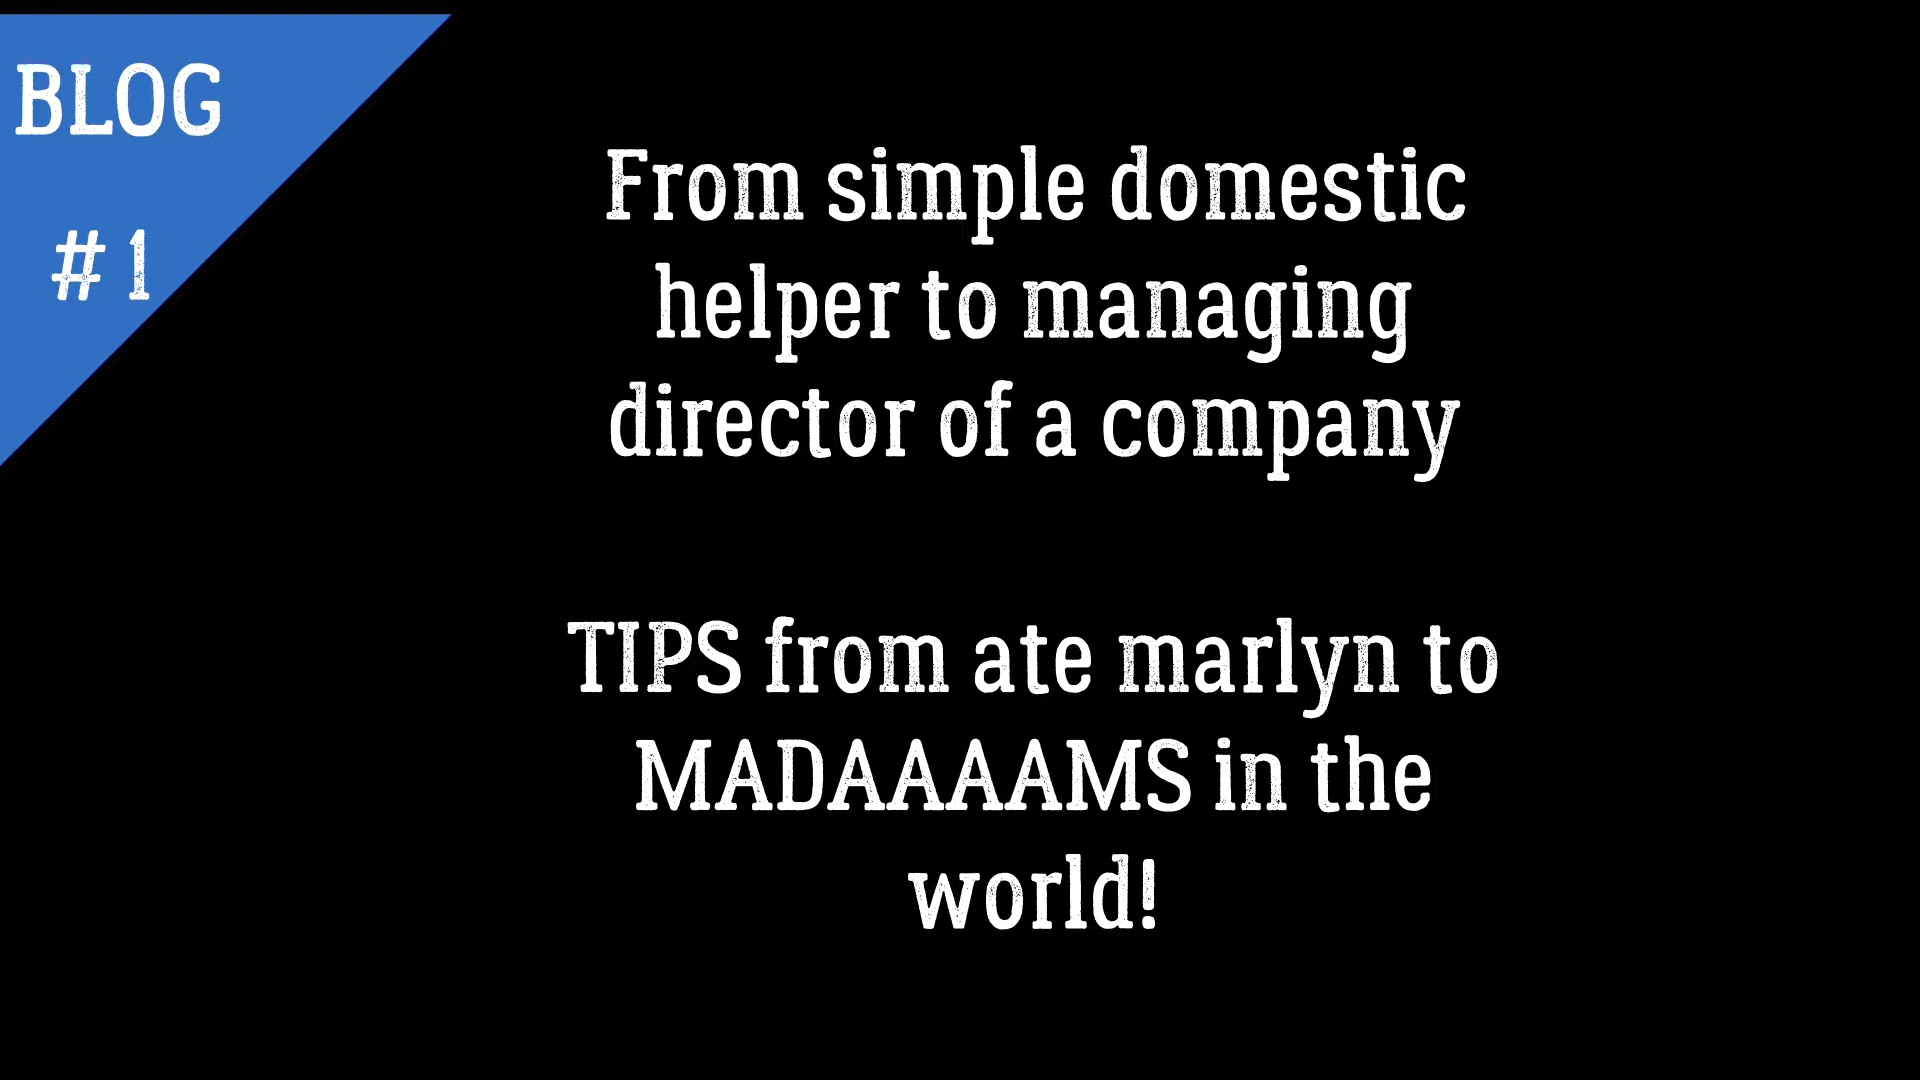 BLOG
# 1
From simple domestic
helper to managing
director of a company
TIPS from ate marlyn to
MADAAAAMS in the
world!